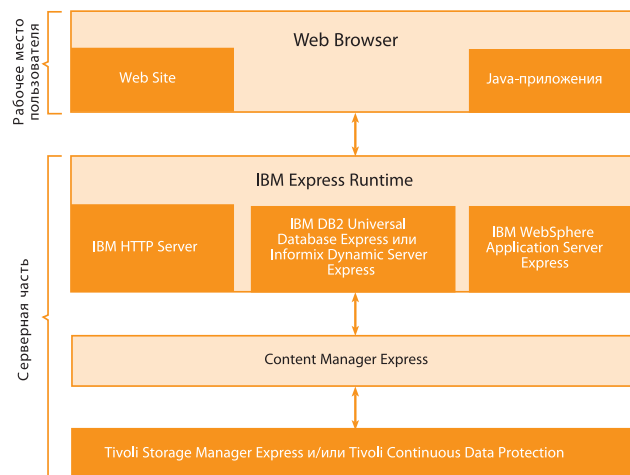 Рабочее место
пользователя
Web Browser
Web Site
Java-приложения
Серверная часть
IBM Express Runtime
IBM HTTP Server
IBM DB2 Universal
Database Express или
Informix Dynamic Server
Express
IBM WebSphere
Application Server
Express
Content Manager Express
Tivoli Storage Manager Express и/или Tivoli Continuous Data Protection